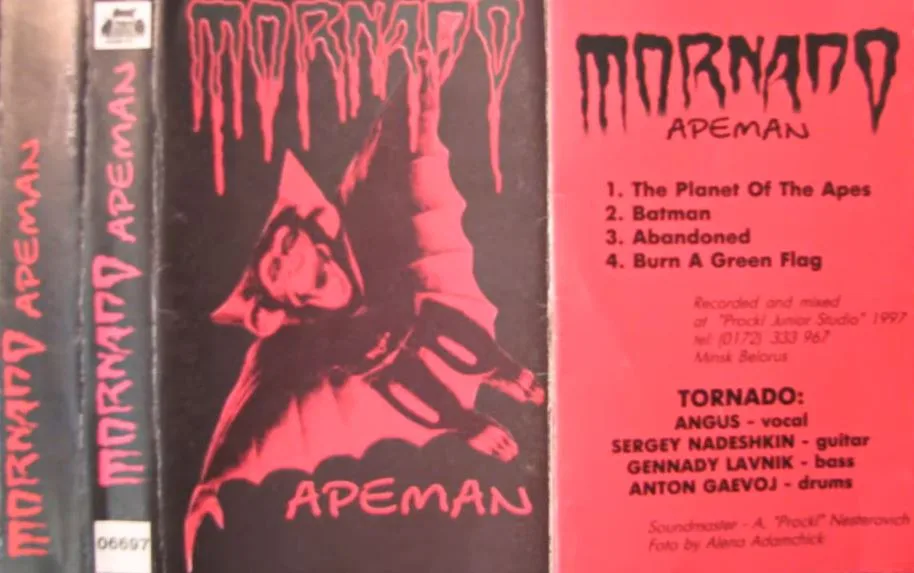 MORNADO APEMAN
MORNADO APEMAN
06697
MORNADO
APEMAN
MORNADO
APEMAN
1. The Planet Of The Apes
2. Batman
3. Abandoned
4. Burn A Green Flag
Recorded and mixed
at "Procki Junior Studio" 1997
tel: (0172) 333 967
Minsk Belorus
TORNADO:
ANGUS - vocal
SERGEY NADESHKIN - guitar
GENNADY LAVNIK - bass
ANTON GAEVOJ - drums
Soundmaster - A. "Procki" Nesterovich
Foto by Alena Adamchick